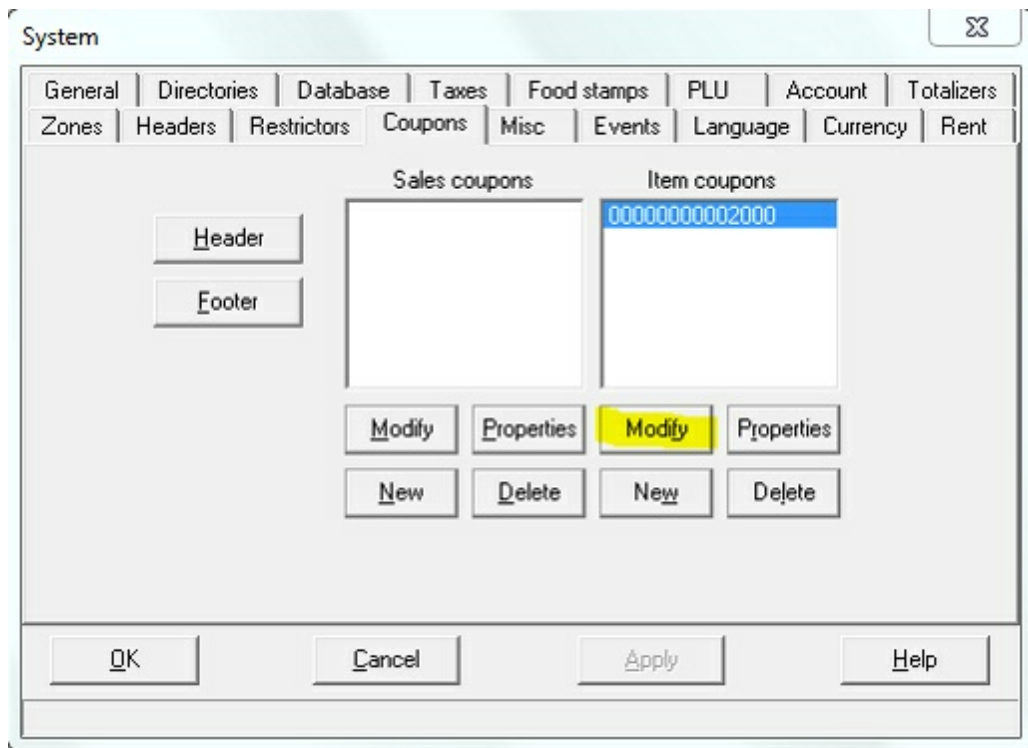 System
General Directories Database Taxes Food stamps PLU Account Totalizers
Zones Headers Restrictors Coupons Misc Events Language Currency Rent
Sales coupons Item coupons
00000000002000
Header
Footer
Modify Properties Modify Properties
New Delete New Delete
OK Cancel Apply Help